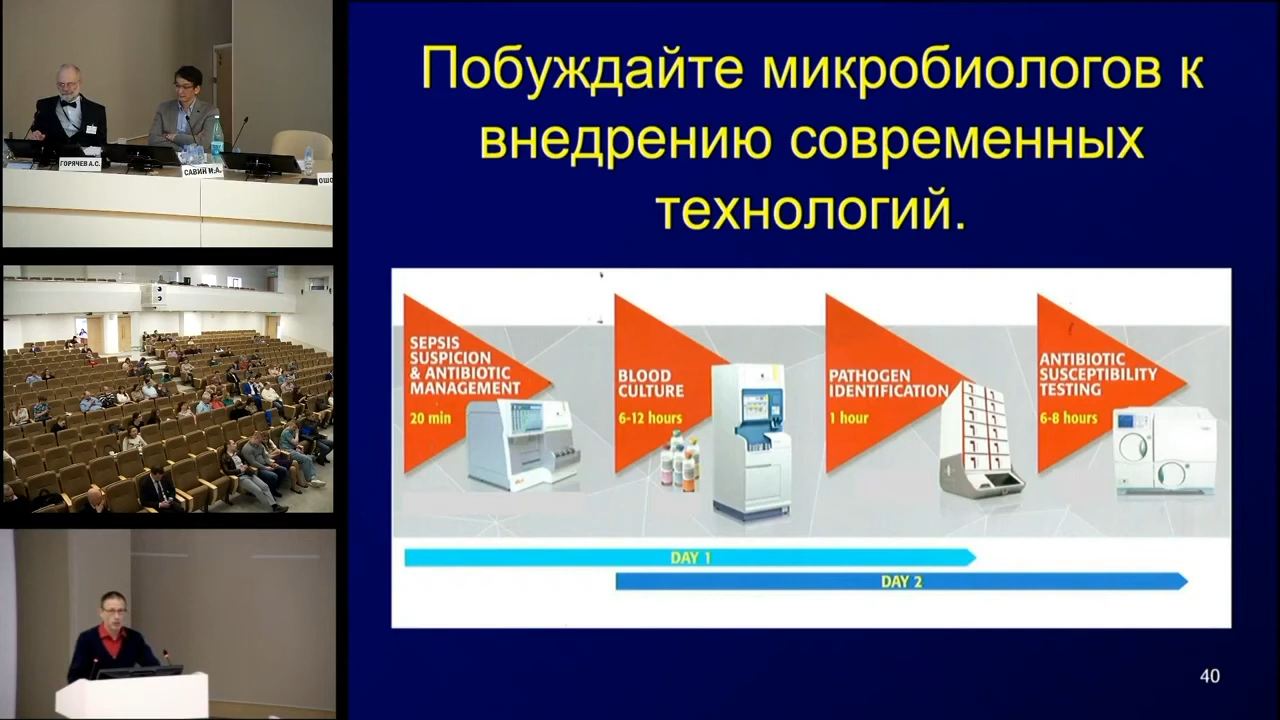 Побуждайте микробиологов к
внедрению современных
технологий.
SEPSIS
SUSPICION
& ANTIBIOTIC
MANAGEMENT
20 min
BLOOD
CULTURE
6-12 hours
PATHOGEN
IDENTIFICATION
1 hour
ANTIBIOTIC
SUSCEPTIBILITY
TESTING
6-8 hours
DAY 1
DAY 2
40
ГОРЯЧЕВ А.С.
САВИН И.А.